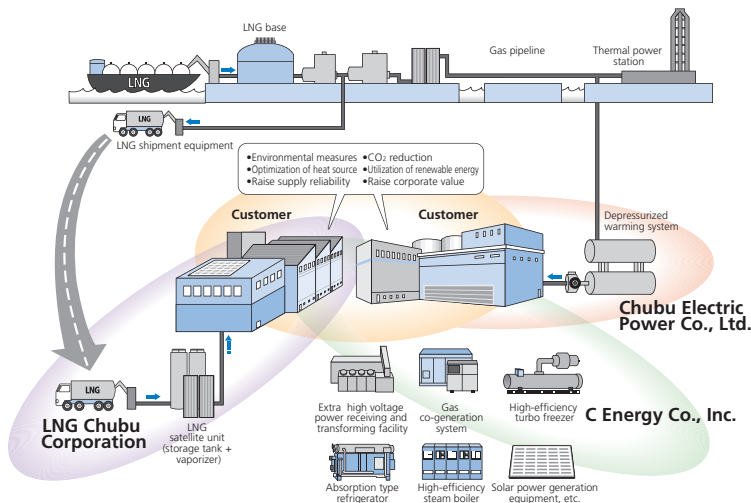 LNG base
Gas pipeline
Thermal power
station
LNG
LNG
LNG shipment equipment
•Environmental measures •CO₂ reduction
•Optimization of heat source •Utilization of renewable energy
•Raise supply reliability •Raise corporate value
Customer
Customer
Depressurized
warming system
Chubu Electric
Power Co., Ltd.
LNG
LNG Chubu
Corporation
LNG
satellite unit
(storage tank +
vaporizer)
Extra high voltage
power receiving and
transforming facility
Gas
co-generation
system
High-efficiency
turbo freezer
C Energy Co., Inc.
Absorption type
refrigerator
High-efficiency
steam boiler
Solar power generation
equipment, etc.